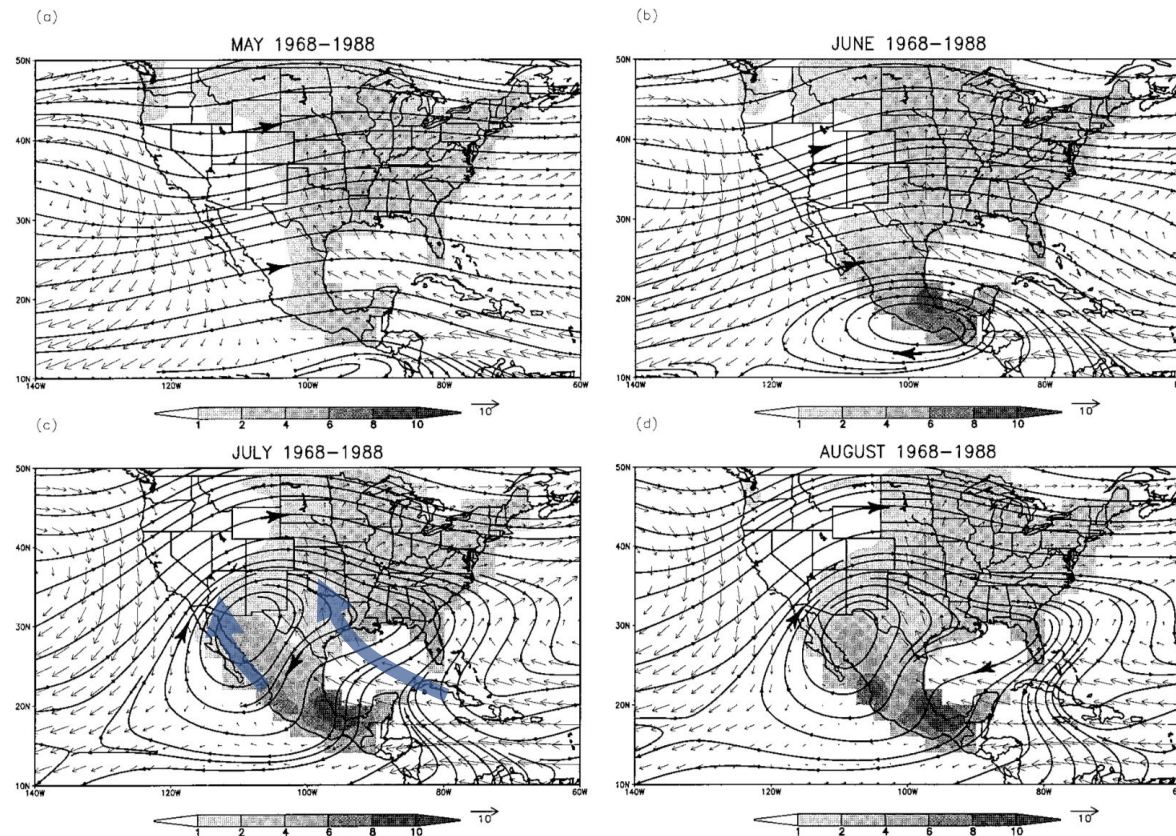 (a)
MAY 1968-1988
50N
40N
30N
20N
10N
140W 120W 100W 80W 60W
1 2 4 6 8 10
10
(b)
JUNE 1968-1988
50N
40N
30N
20N
10N
140W 120W 100W 80W 60W
1 2 4 6 8 10
10
(c)
JULY 1968-1988
50N
40N
30N
20N
10N
140W 120W 100W 80W 60W
1 2 4 6 8 10
10
(d)
AUGUST 1968-1988
50N
40N
30N
20N
10N
140W 120W 100W 80W 60W
1 2 4 6 8 10
10